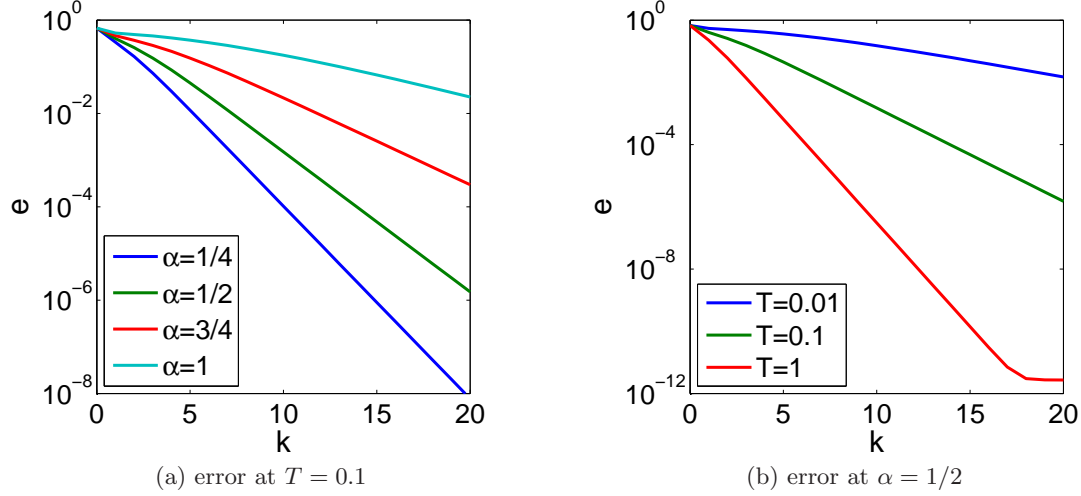 10^0
10^−2
10^−4
10^−6
10^−8
e
0 5 10 15 20
k
α=1/4
α=1/2
α=3/4
α=1
(a) error at T = 0.1
10^0
10^−4
10^−8
10^−12
e
0 5 10 15 20
k
T=0.01
T=0.1
T=1
(b) error at α = 1/2